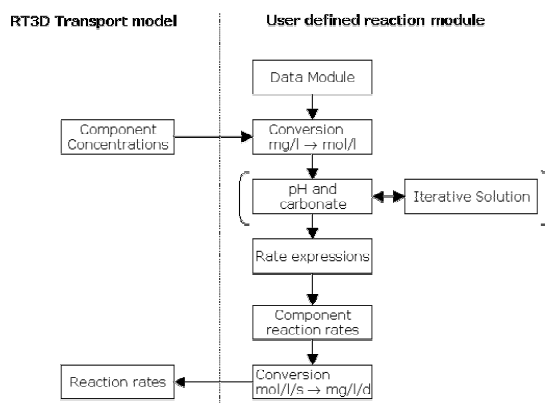 RT3D Transport model
User defined reaction module
Data Module
Component
Concentrations
Conversion
mg/l → mol/l
pH and
carbonate
Iterative Solution
Rate expressions
Component
reaction rates
Reaction rates
Conversion
mol/l/s → mg/l/d